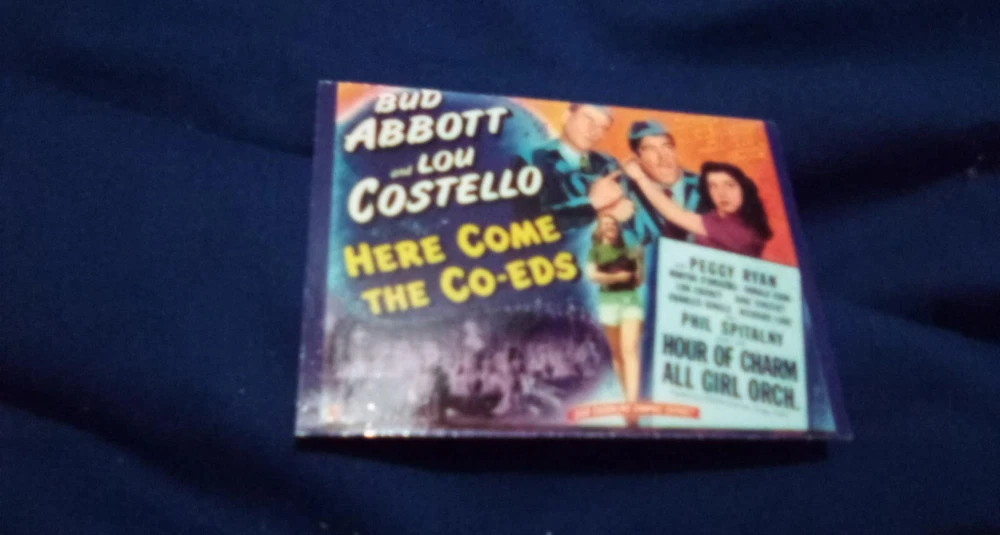 BUD
ABBOTT
and LOU
COSTELLO
HERE COME
THE CO-EDS
PEGGY RYAN
PHIL SPITALNY
HOUR OF CHARM
ALL GIRL ORCH.